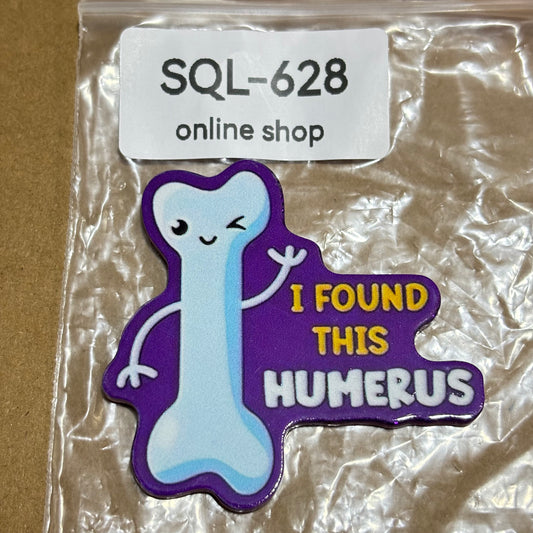 SQL-628
online shop
I FOUND
THIS
HUMERUS